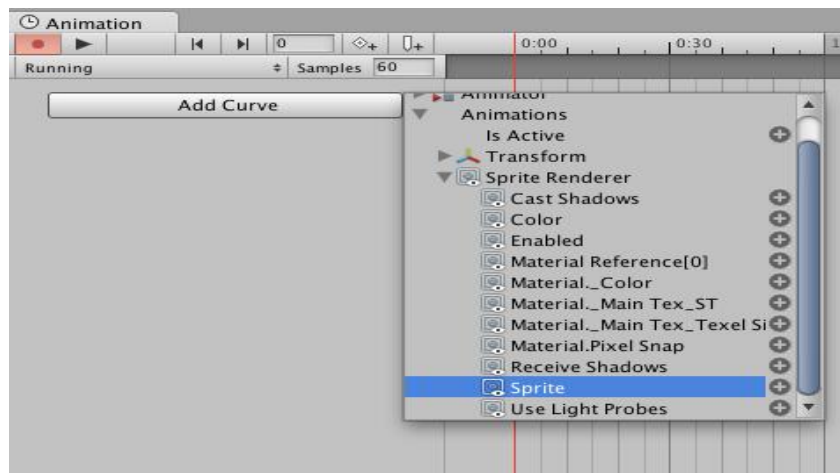 Animation
0
0:00
0:30
1
Running
Samples
60
Add Curve
Animator
Animations
Is Active
Transform
Sprite Renderer
Cast Shadows
Color
Enabled
Material Reference[0]
Material._Color
Material._Main Tex_ST
Material._Main Tex_Texel Si
Material.Pixel Snap
Receive Shadows
Sprite
Use Light Probes